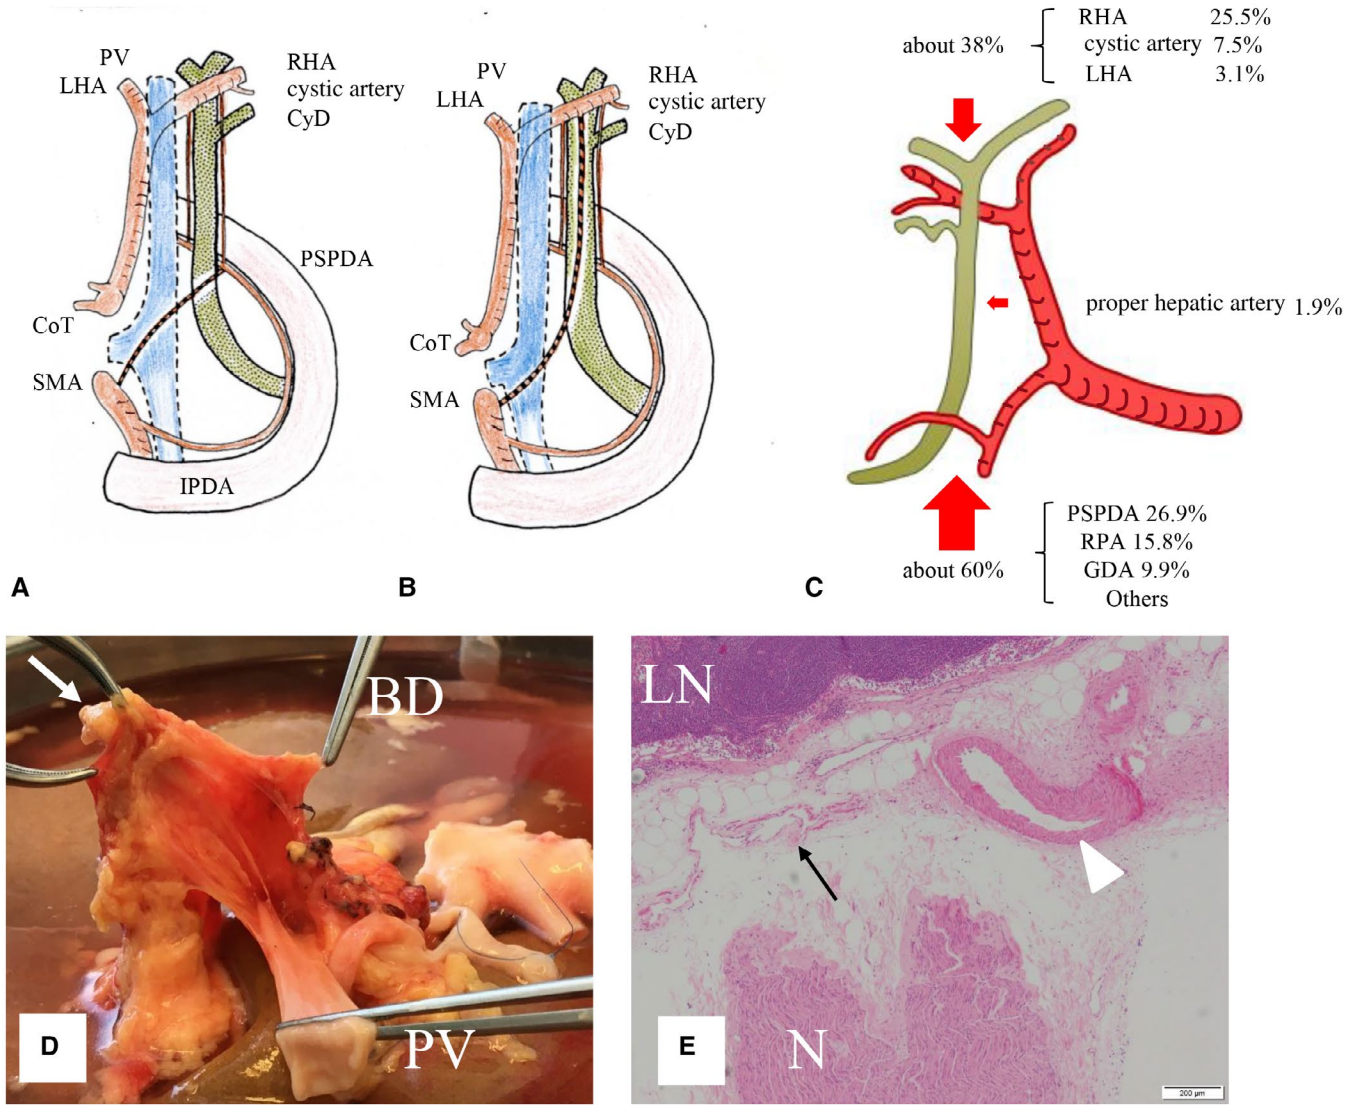 PV
LHA
RHA
cystic artery
CyD
PSPDA
CoT
SMA
IPDA
A
PV
LHA
RHA
cystic artery
CyD
CoT
SMA
B
about 38%
RHA 25.5%
cystic artery 7.5%
LHA 3.1%
proper hepatic artery 1.9%
about 60%
PSPDA 26.9%
RPA 15.8%
GDA 9.9%
Others
C
BD
PV
D
LN
N
E
200 µm